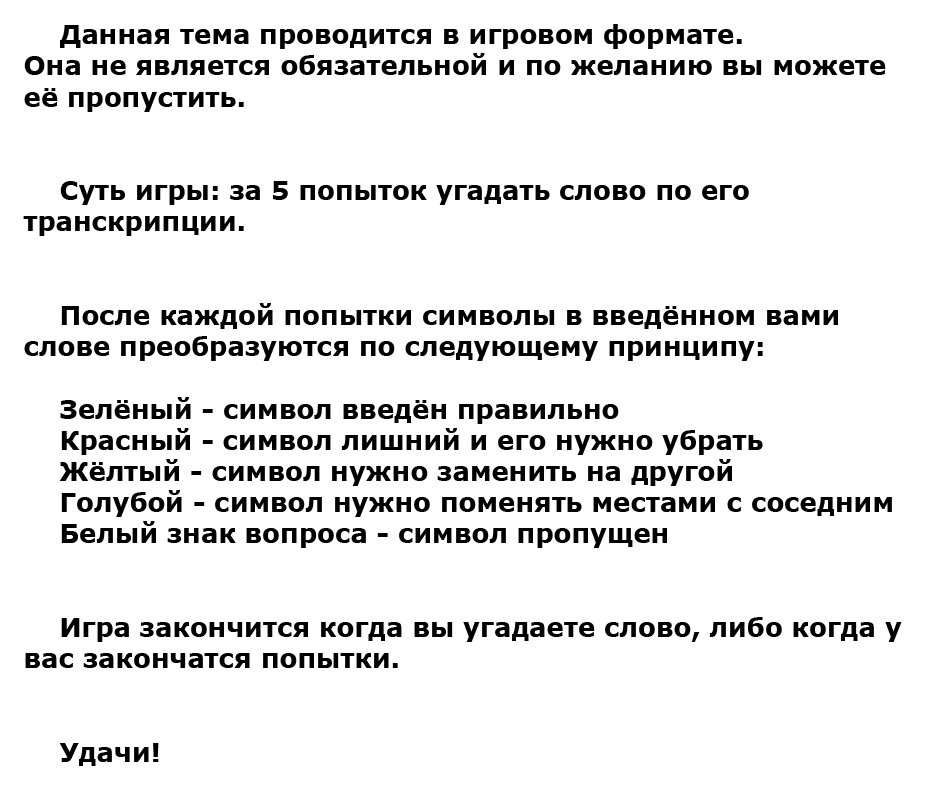 Данная тема проводится в игровом формате.
Она не является обязательной и по желанию вы можете
её пропустить.
Суть игры: за 5 попыток угадать слово по его
транскрипции.
После каждой попытки символы в введённом вами
слове преобразуются по следующему принципу:
Зелёный - символ введён правильно
Красный - символ лишний и его нужно убрать
Жёлтый - символ нужно заменить на другой
Голубой - символ нужно поменять местами с соседним
Белый знак вопроса - символ пропущен
Игра закончится когда вы угадаете слово, либо когда у
вас закончатся попытки.
Удачи!